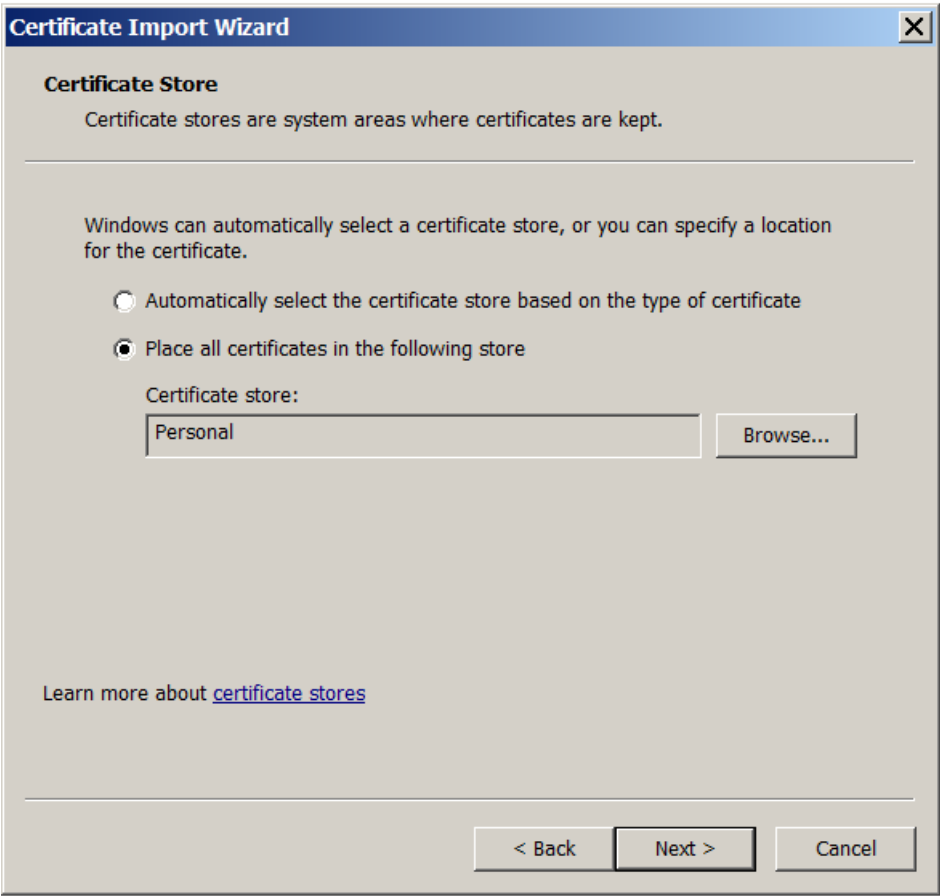 Certificate Import Wizard
Certificate Store
Certificate stores are system areas where certificates are kept.
Windows can automatically select a certificate store, or you can specify a location
for the certificate.
Automatically select the certificate store based on the type of certificate
Place all certificates in the following store
Certificate store:
Personal
Browse...
Learn more about certificate stores
< Back
Next >
Cancel